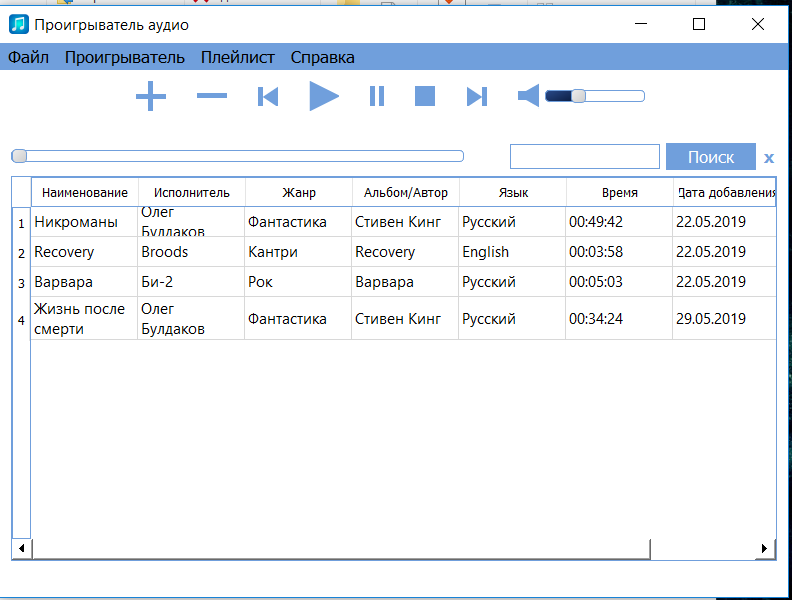 Проигрыватель аудио
Файл Проигрыватель Плейлист Справка
Поиск x
Наименование Исполнитель Жанр Альбом/Автор Язык Время Дата добавления
1 Никроманы Олег Булдаков Фантастика Стивен Кинг Русский 00:49:42 22.05.2019
2 Recovery Broods Кантри Recovery English 00:03:58 22.05.2019
3 Варвара Би-2 Рок Варвара Русский 00:05:03 22.05.2019
4 Жизнь после смерти Олег Булдаков Фантастика Стивен Кинг Русский 00:34:24 29.05.2019